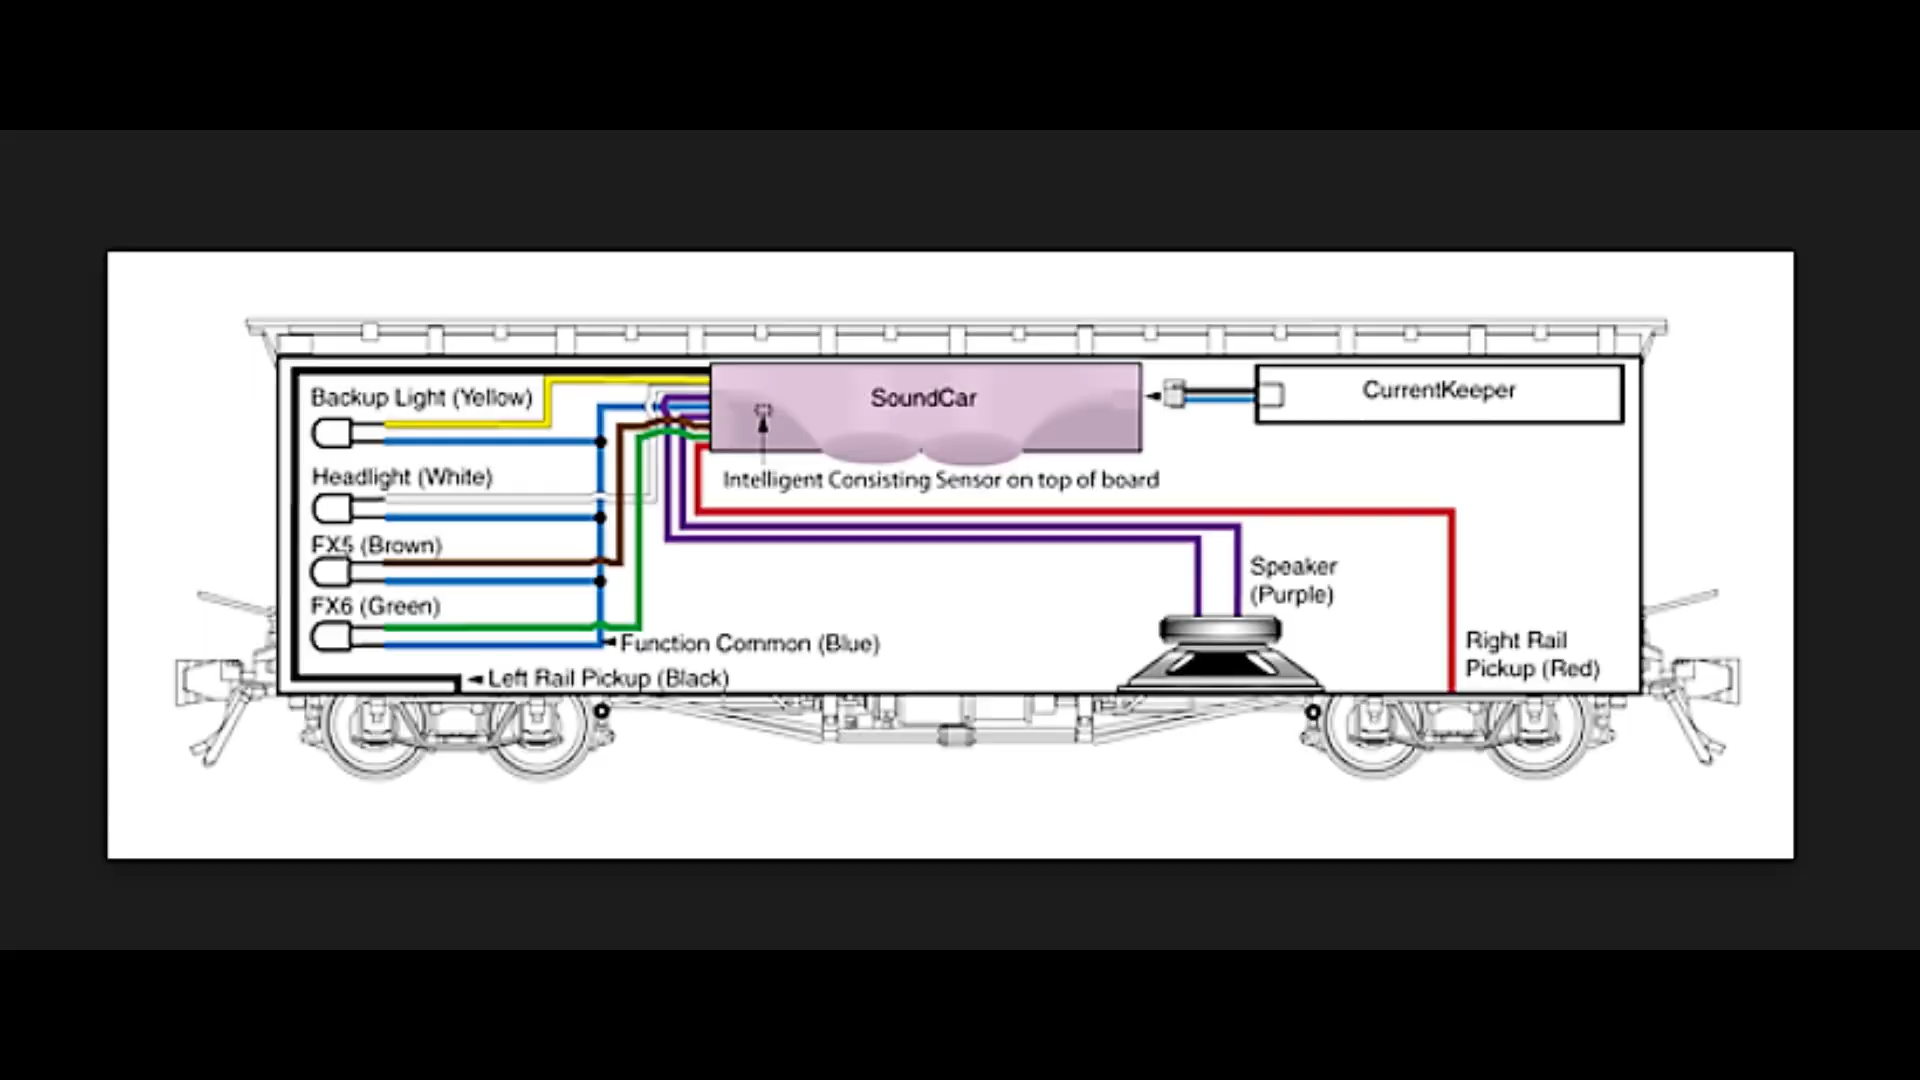 SoundCar
CurrentKeeper
Backup Light (Yellow)
Headlight (White)
Intelligent Consisting Sensor on top of board
FX5 (Brown)
FX6 (Green)
Function Common (Blue)
Left Rail Pickup (Black)
Speaker
(Purple)
Right Rail
Pickup (Red)